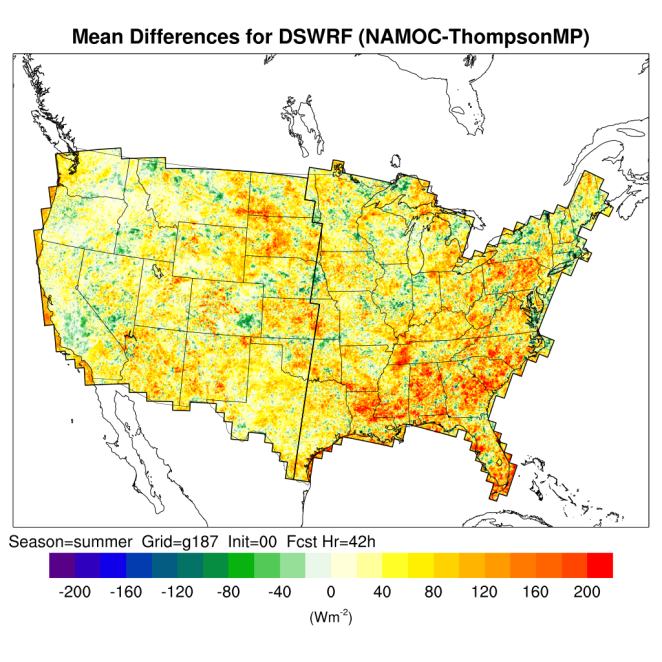 Mean Differences for DSWRF (NAMOC-ThompsonMP)
Season=summer Grid=g187 Init=00 Fcst Hr=42h
-200 -160 -120 -80 -40 0 40 80 120 160 200
(Wm⁻²)